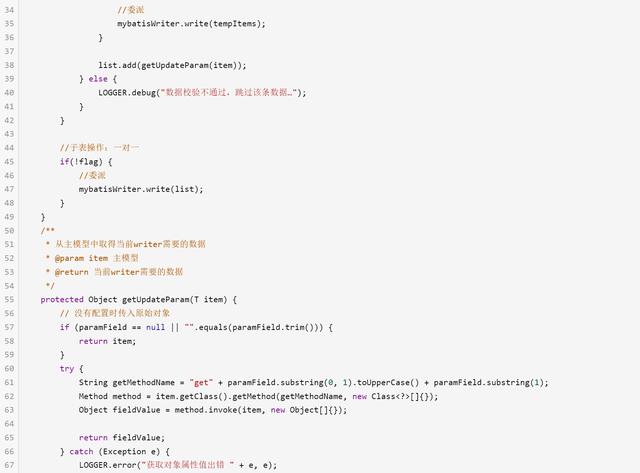 34 //委派
35 mybatisWriter.write(tempItems);
36 }
37
38 list.add(getUpdateParam(item));
39 } else {
40 LOGGER.debug("数据校验不通过，跳过该条数据…");
41 }
42 }
43
44 //子表操作：一对一
45 if(!flag) {
46 //委派
47 mybatisWriter.write(list);
48 }
49 }
50 /**
51 * 从主模型中取得当前writer需要的数据
52 * @param item 主模型
53 * @return 当前writer需要的数据
54 */
55 protected Object getUpdateParam(T item) {
56 // 没有配置时传入原始对象
57 if (paramField == null || "".equals(paramField.trim())) {
58 return item;
59 }
60 try {
61 String getMethodName = "get" + paramField.substring(0, 1).toUpperCase() + paramField.substring(1);
62 Method method = item.getClass().getMethod(getMethodName, new Class<?>[]{});
63 Object fieldValue = method.invoke(item, new Object[]{});
64
65 return fieldValue;
66 } catch (Exception e) {
67 LOGGER.error("获取对象属性值出错 " + e, e);